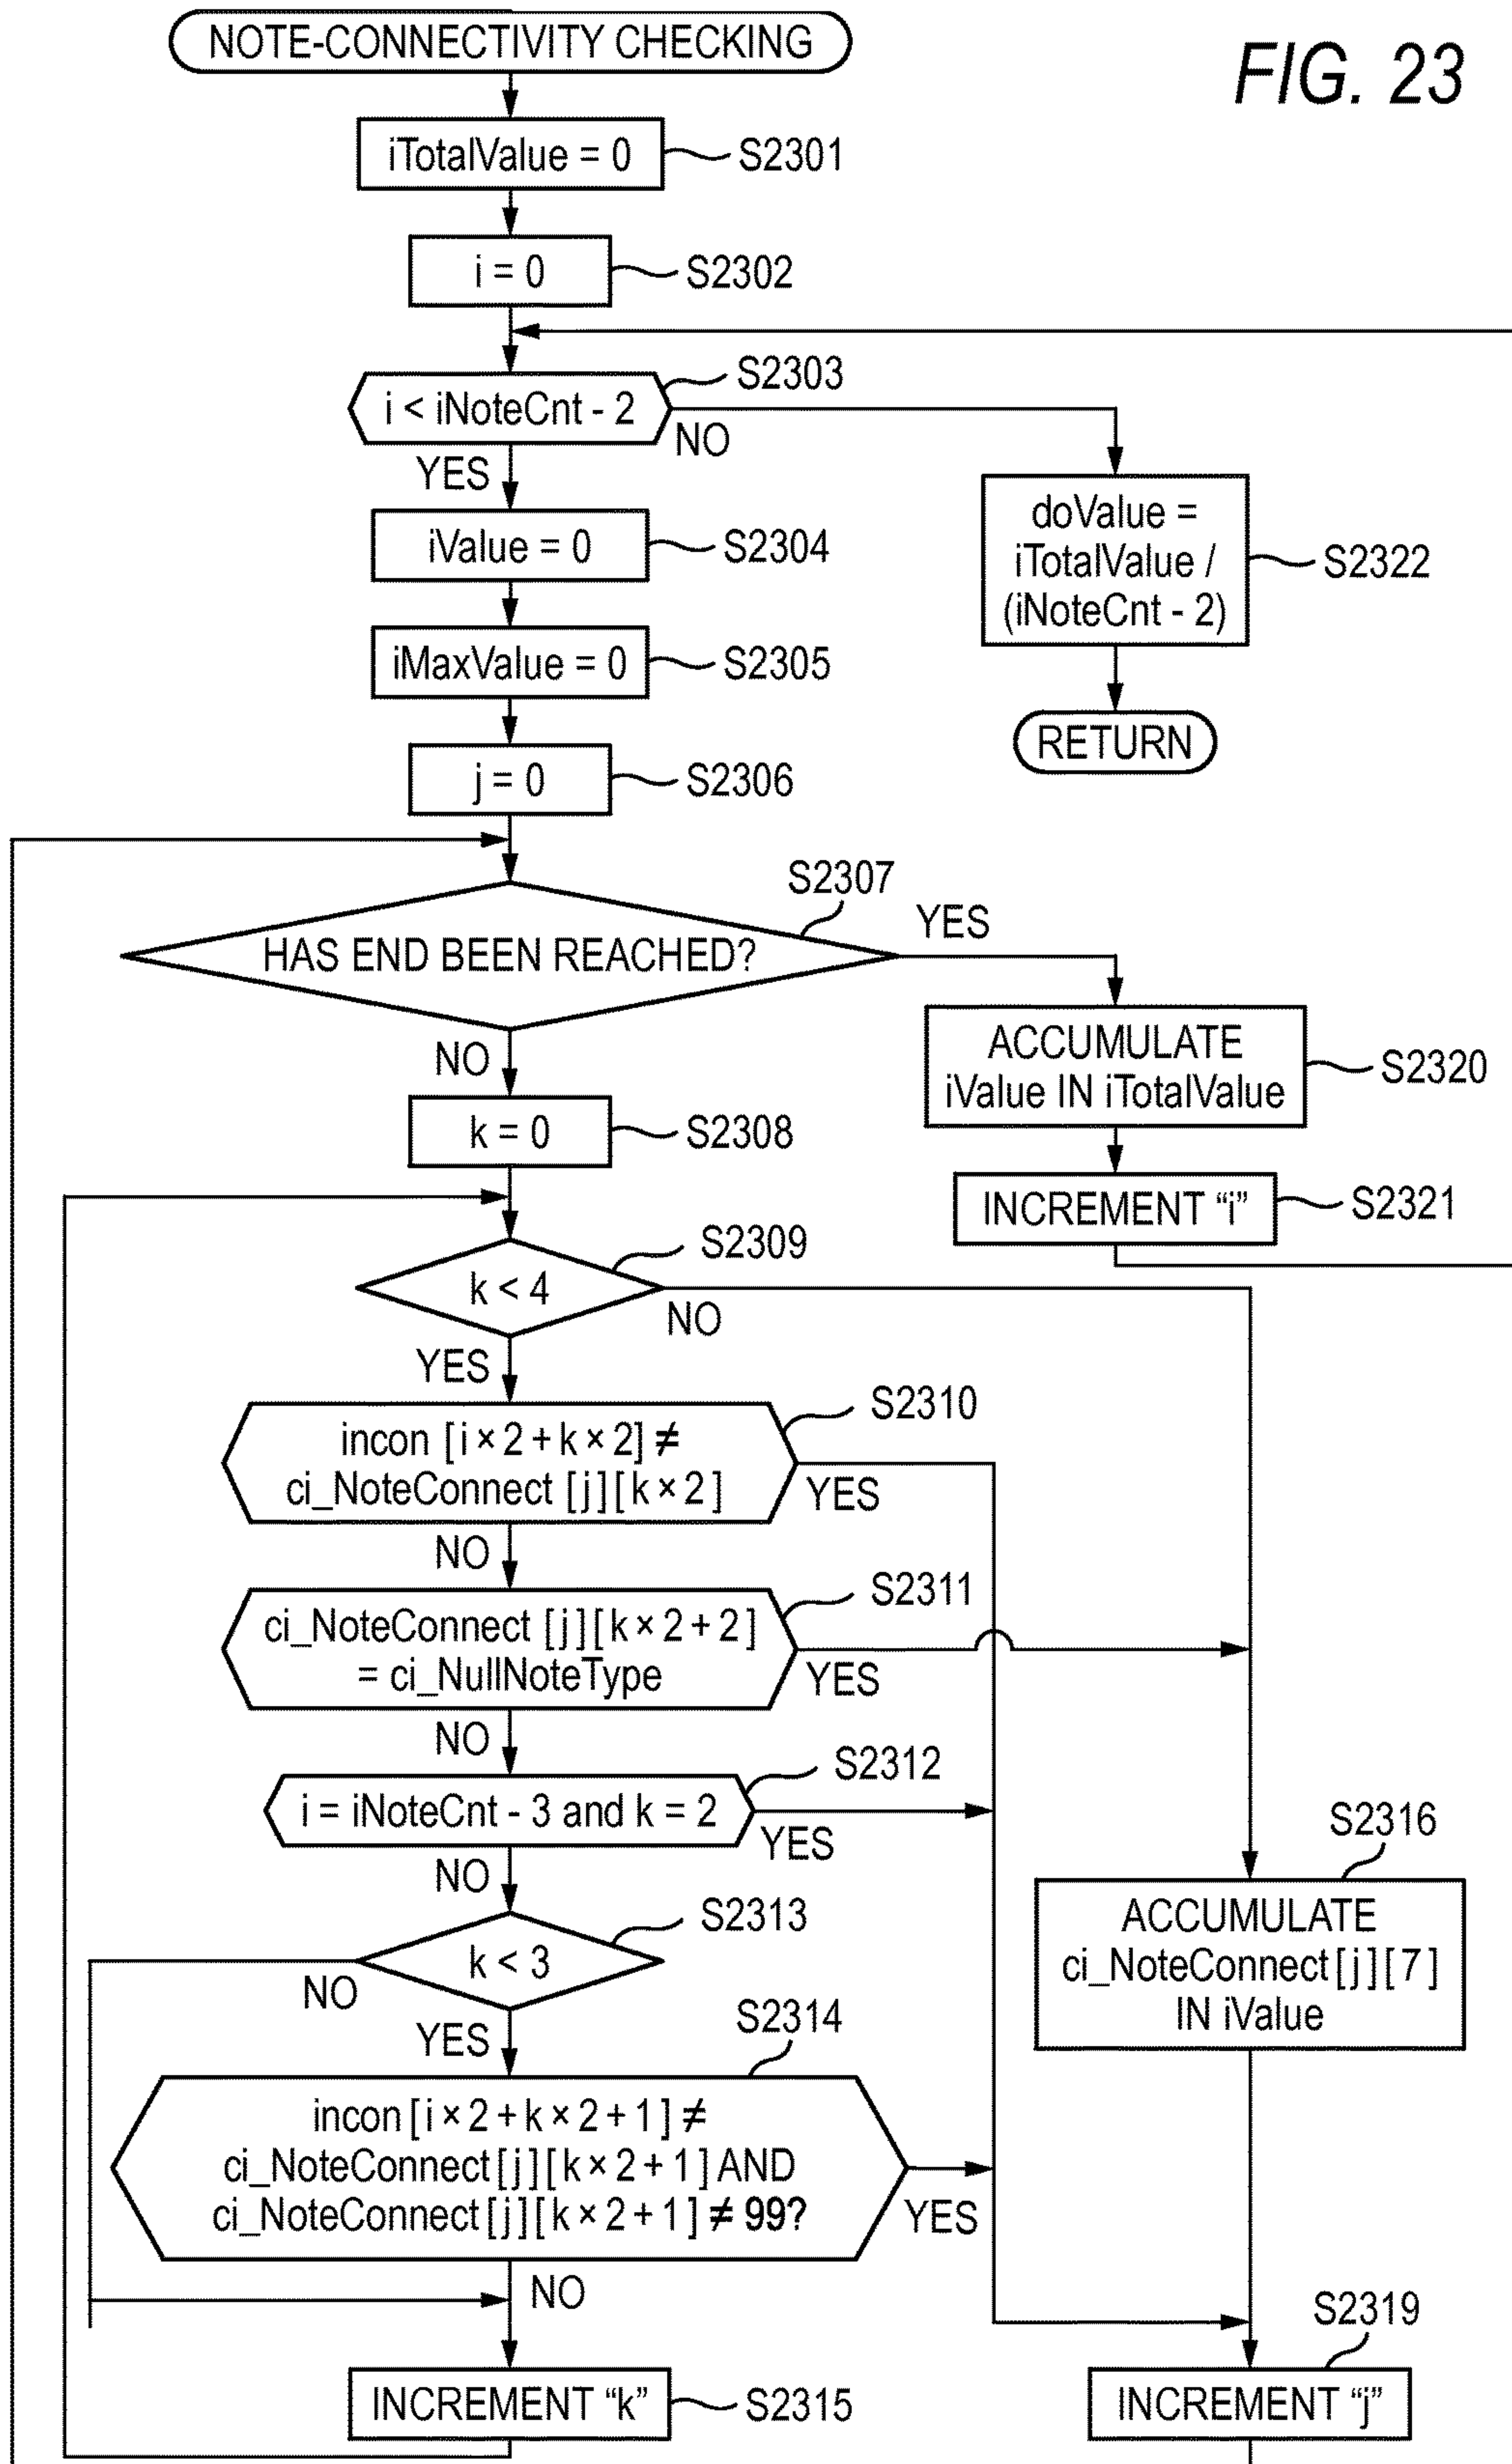 NOTE-CONNECTIVITY CHECKING
FIG. 23
iTotalValue = 0
S2301
i = 0
S2302
i < iNoteCnt - 2
S2303
NO
YES
iValue = 0
S2304
doValue =
iTotalValue /
(iNoteCnt - 2)
S2322
iMaxValue = 0
S2305
RETURN
j = 0
S2306
S2307
HAS END BEEN REACHED?
YES
NO
ACCUMULATE
iValue IN iTotalValue
S2320
k = 0
S2308
INCREMENT “i”
S2321
S2309
k < 4
NO
YES
S2310
incon [i × 2 + k × 2] ≠
ci_NoteConnect [j][k × 2]
YES
NO
S2311
ci_NoteConnect [j][k × 2 + 2]
= ci_NullNoteType
YES
NO
S2312
i = iNoteCnt - 3 and k = 2
YES
NO
S2316
ACCUMULATE
ci_NoteConnect[j][7]
IN iValue
S2313
k < 3
NO
YES
S2314
incon[i × 2 + k × 2 + 1] ≠
ci_NoteConnect[j][k × 2 + 1] AND
ci_NoteConnect[j][k × 2 + 1] ≠ 99?
YES
NO
S2319
INCREMENT “k”
S2315
INCREMENT “j”